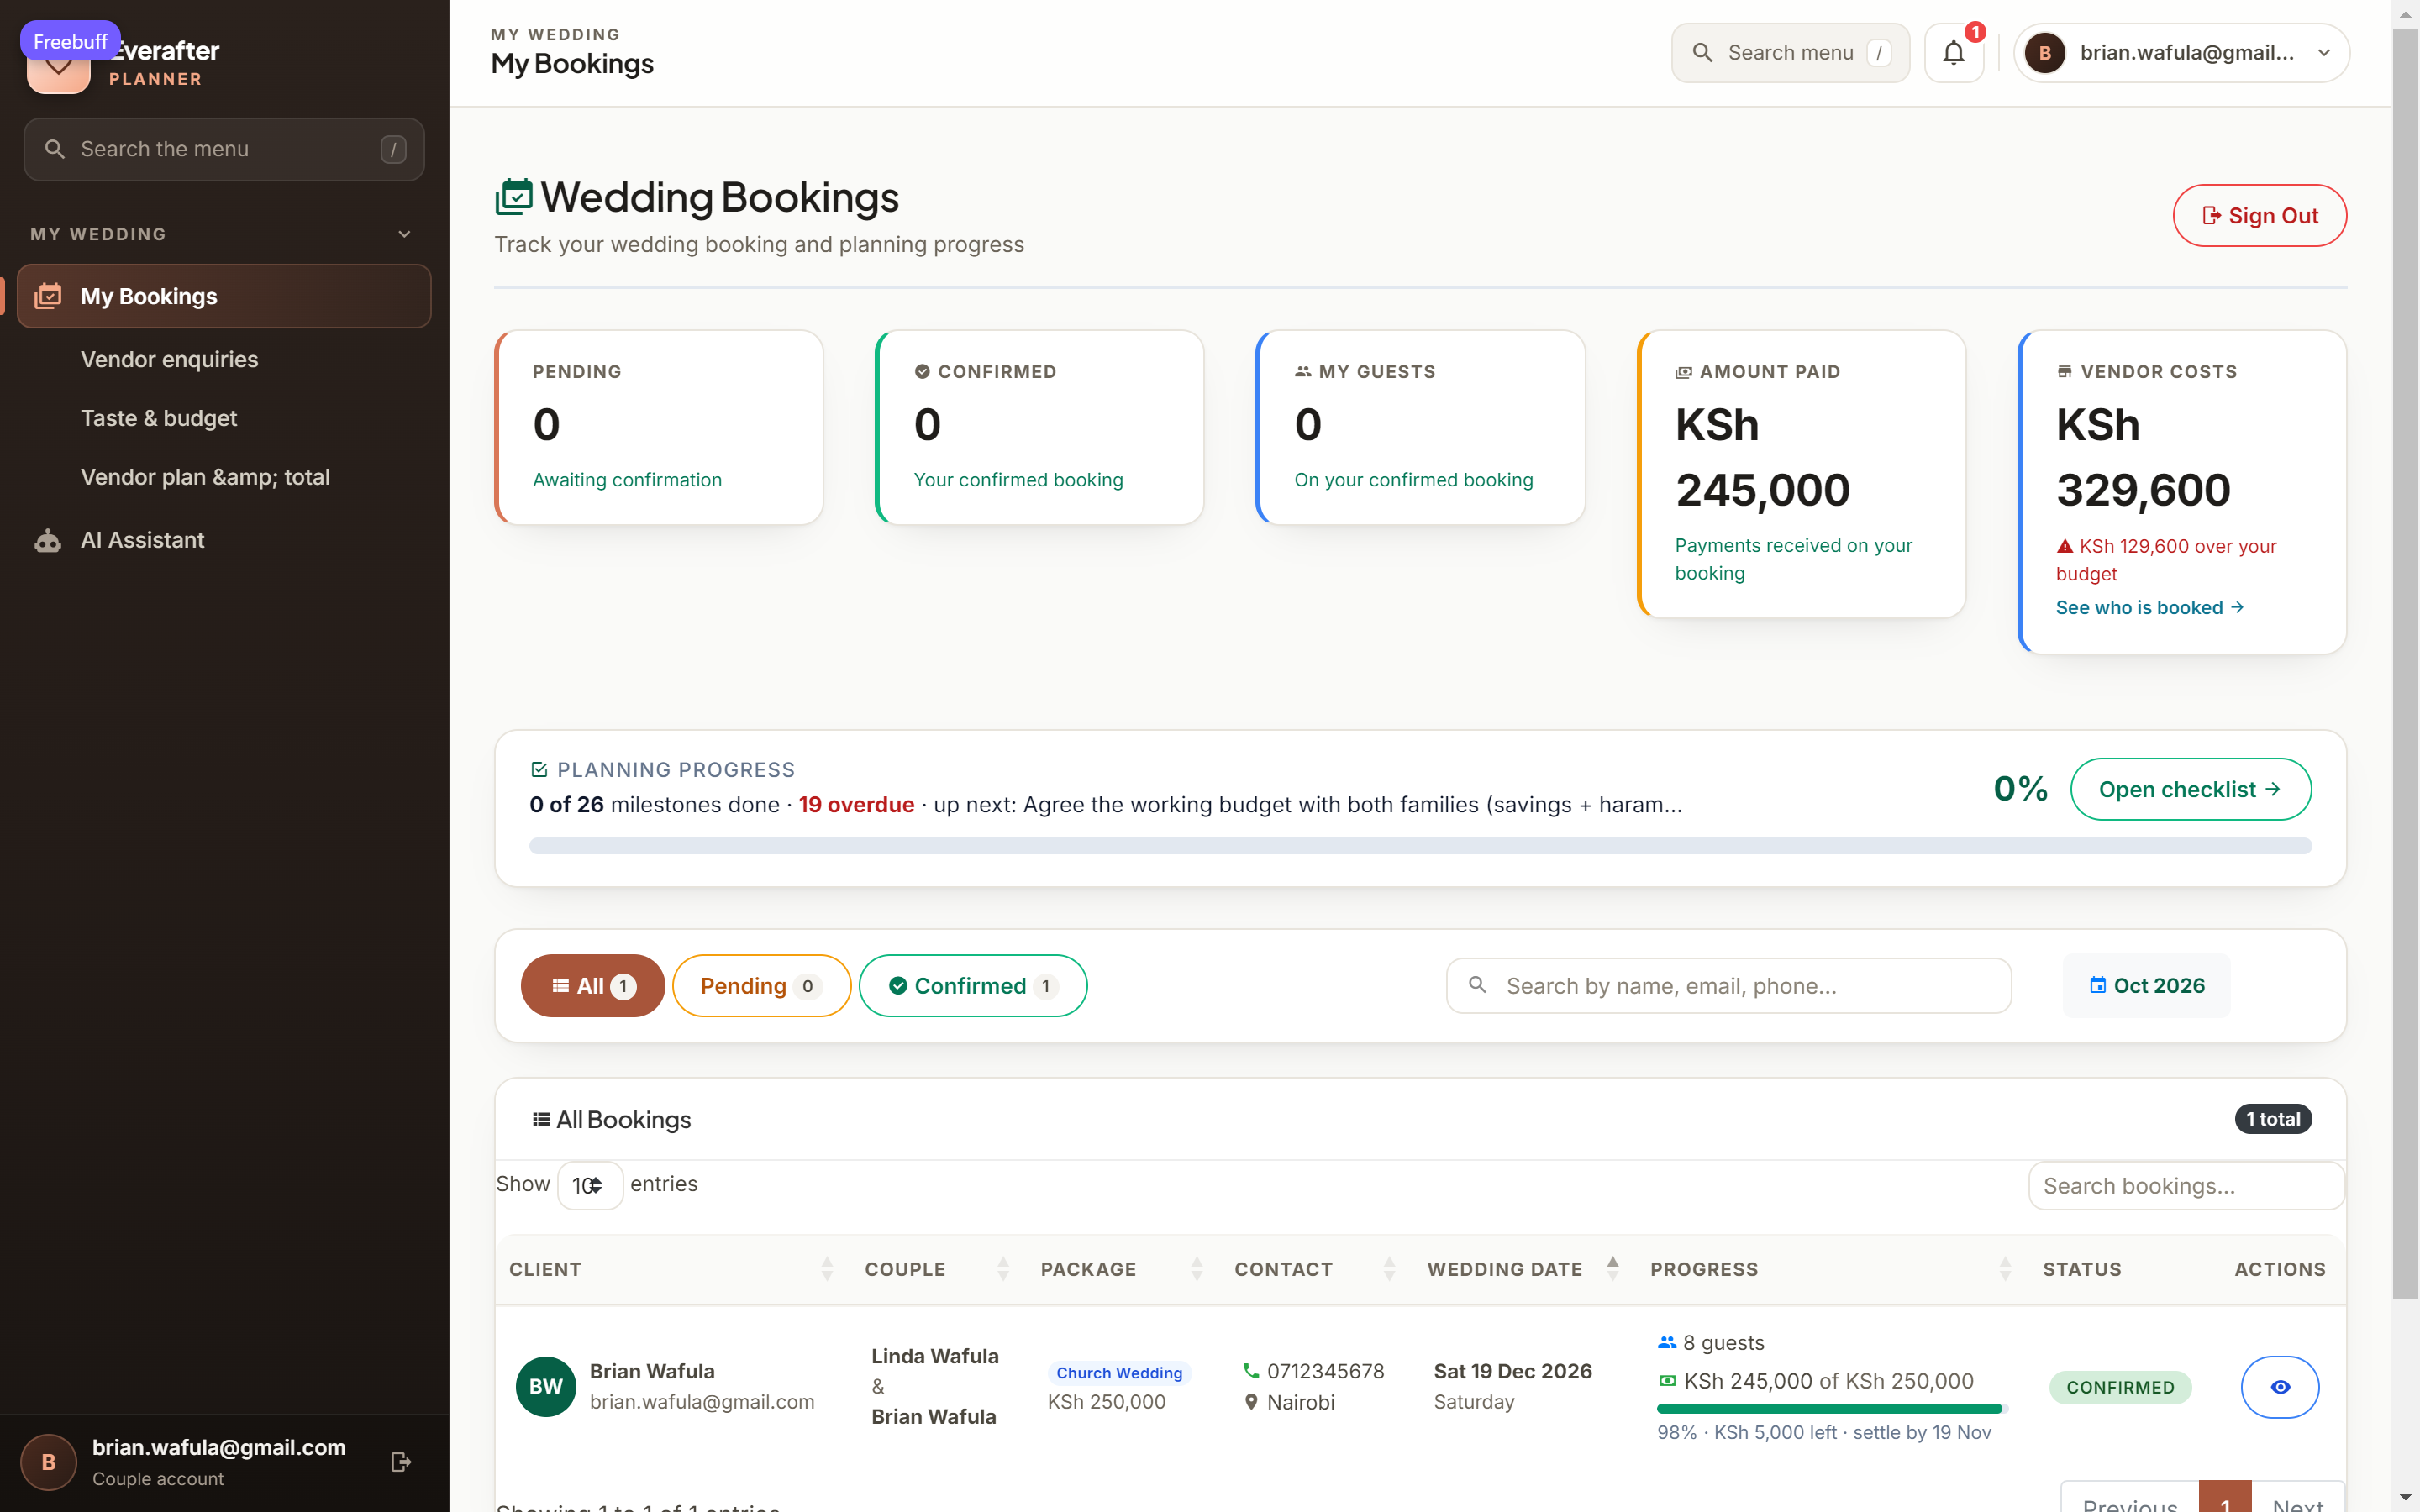 Freebuff
Everafter
PLANNER
Search the menu /
MY WEDDING
My Bookings
Vendor enquiries
Taste & budget
Vendor plan &amp; total
AI Assistant
brian.wafula@gmail.com
Couple account
B
MY WEDDING
My Bookings
Search menu /
1
B brian.wafula@gmail...
Wedding Bookings
Track your wedding booking and planning progress
Sign Out
PENDING
0
Awaiting confirmation
CONFIRMED
0
Your confirmed booking
MY GUESTS
0
On your confirmed booking
AMOUNT PAID
KSh
245,000
Payments received on your
booking
VENDOR COSTS
KSh
329,600
KSh 129,600 over your
budget
See who is booked →
PLANNING PROGRESS
0 of 26 milestones done · 19 overdue · up next: Agree the working budget with both families (savings + haram...
0%
Open checklist →
All 1
Pending 0
Confirmed 1
Search by name, email, phone...
Oct 2026
All Bookings
1 total
Show 10 entries
Search bookings...
CLIENT COUPLE PACKAGE CONTACT WEDDING DATE PROGRESS STATUS ACTIONS
BW
Brian Wafula
brian.wafula@gmail.com
Linda Wafula
&
Brian Wafula
Church Wedding
KSh 250,000
0712345678
Nairobi
Sat 19 Dec 2026
Saturday
8 guests
KSh 245,000 of KSh 250,000
98% · KSh 5,000 left · settle by 19 Nov
CONFIRMED
Showing 1 to 1 of 1 entries
Previous 1 Next